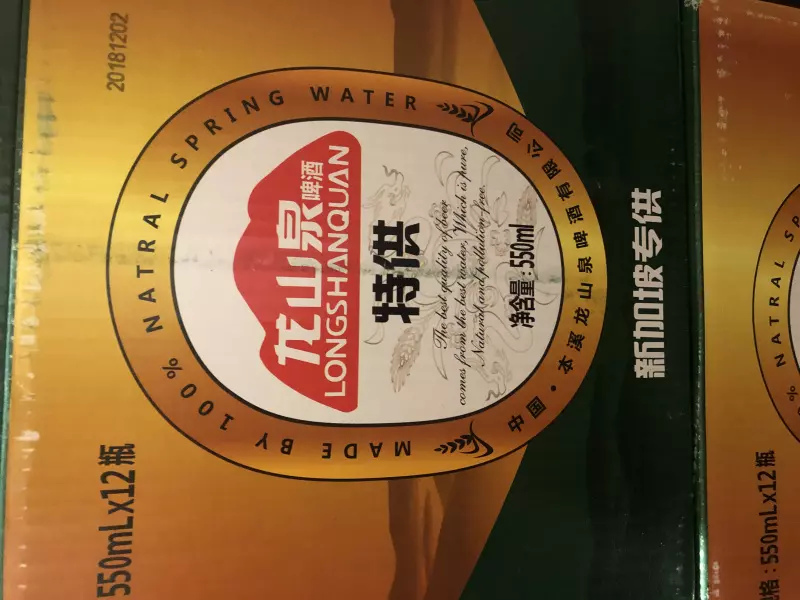 20181202
MADE BY 100% NATRAL SPRING WATER
龙山泉啤酒
LONGSHANQUAN
特供
The best quality of beer
comes from the best water, Which is pure,
Natural and pollution-free.
净含量:550ml
中国·本溪龙山泉啤酒有限公司
新加坡专供
550mLx12瓶
% NATRAL
格:550mLx12瓶